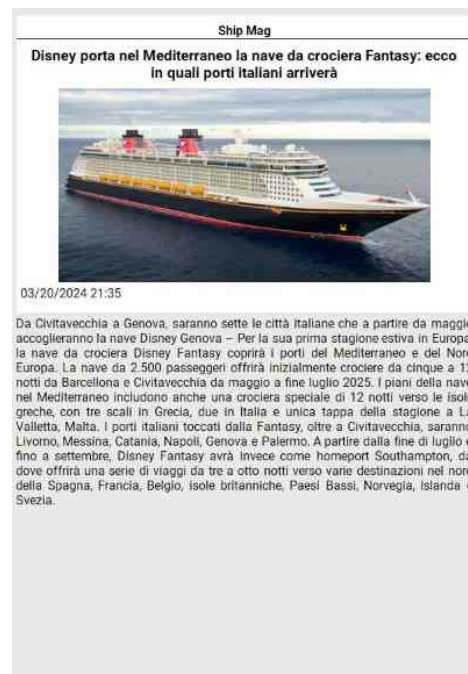 Ship Mag
Disney porta nel Mediterraneo la nave da crociera Fantasy: ecco
in quali porti italiani arriverà
03/20/2024 21:35
Da Civitavecchia a Genova, saranno sette le città italiane che a partire da maggio
accoglieranno la nave Disney Genova – Per la sua prima stagione estiva in Europa,
la nave da crociera Disney Fantasy coprirà i porti del Mediterraneo e del Nord
Europa. La nave da 2.500 passeggeri offrirà inizialmente crociere da cinque a 12
notti da Barcellona e Civitavecchia da maggio a fine luglio 2025. I piani della nave
nel Mediterraneo includono anche una crociera speciale di 12 notti verso le isole
greche, con tre scali in Grecia, due in Italia e unica tappa della stagione a La
Valletta, Malta. I porti italiani toccati dalla Fantasy, oltre a Civitavecchia, saranno
Livorno, Messina, Catania, Napoli, Genova e Palermo. A partire dalla fine di luglio e
fino a settembre, Disney Fantasy avrà invece come homeport Southampton, da
dove offrirà una serie di viaggi da tre a otto notti verso varie destinazioni nel nord
della Spagna, Francia, Belgio, isole britanniche, Paesi Bassi, Norvegia, Islanda e
Svezia.